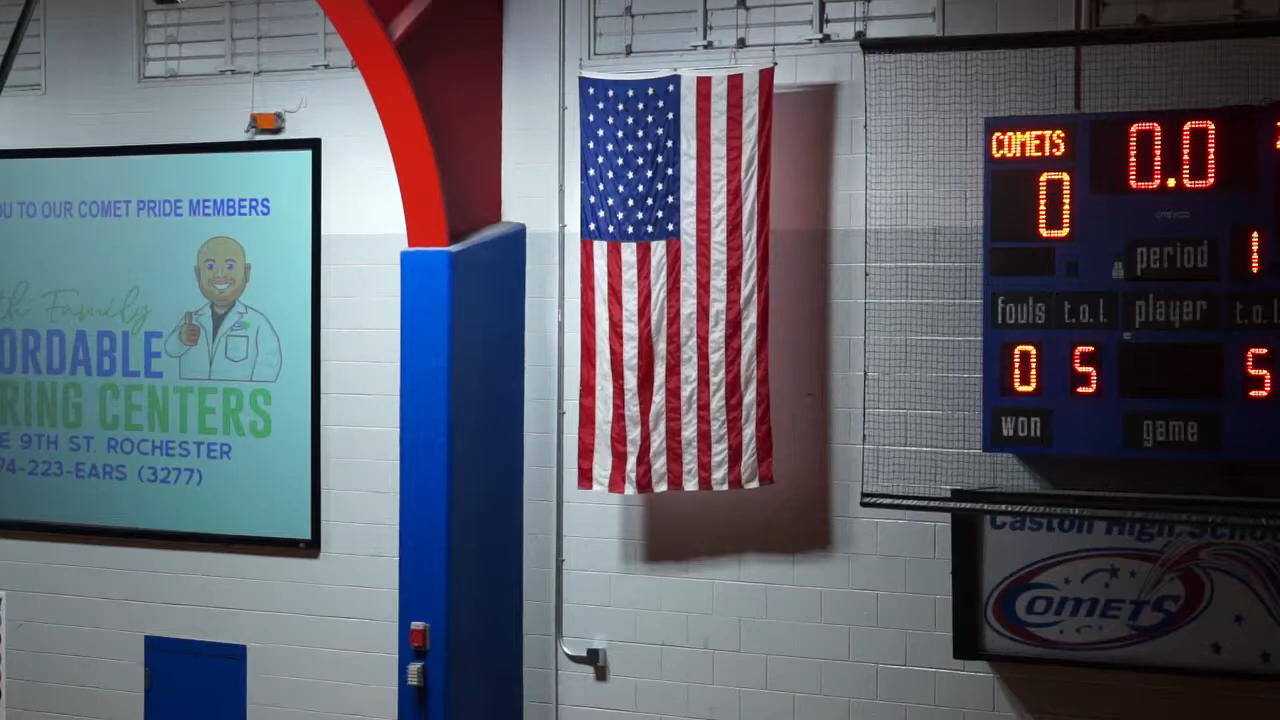 OU TO OUR COMET PRIDE MEMBERS
th Family
ORDABLE
RING CENTERS
E 9TH ST. ROCHESTER
74-223-EARS (3277)
COMETS
0.0
0
period
1
fouls t.o.l. player t.o.l
0 5 5
won game
Caston High Schoo
COMETS